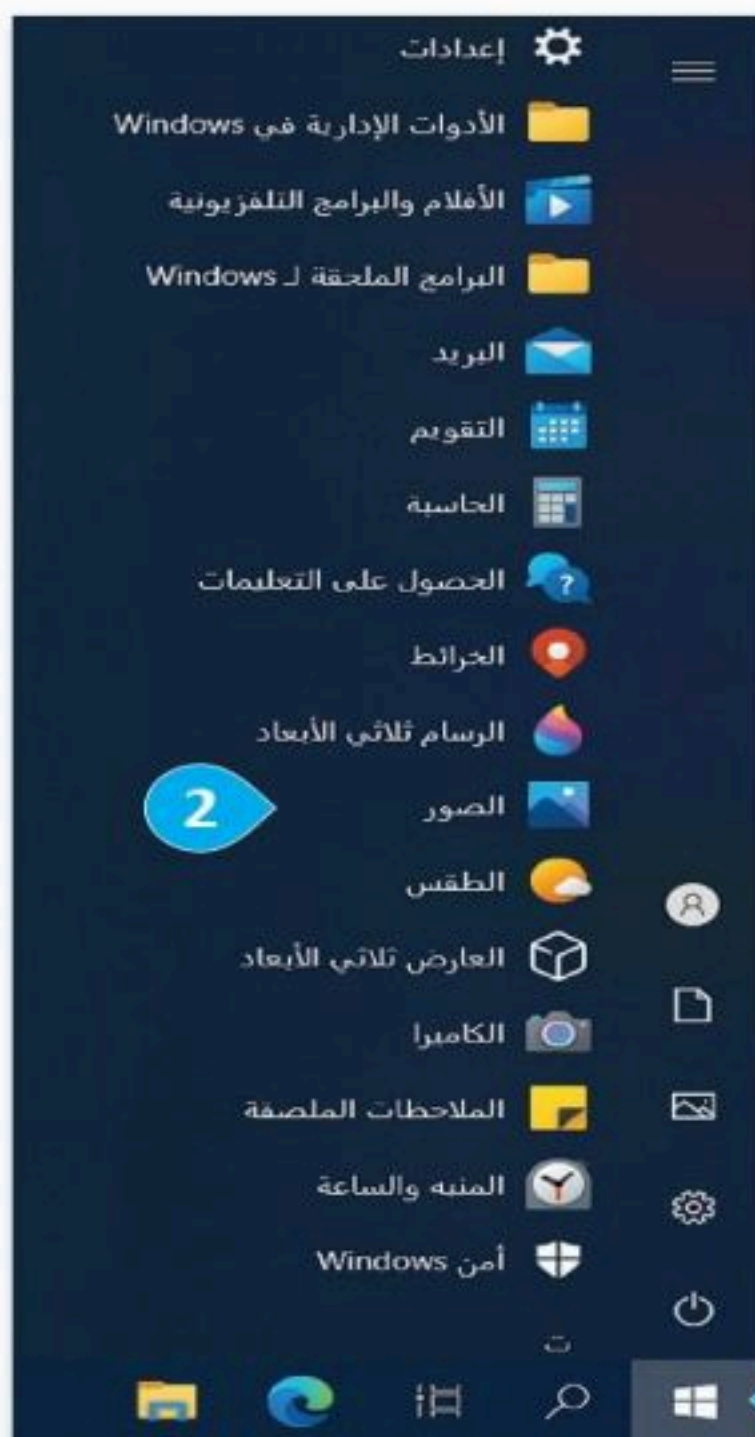 إعدادات
الأدوات الإدارية في Windows
الأفلام والبرامج التلفزيونية
البرامج الملحقة لـ Windows
البريد
التقويم
الحاسبة
الحصول على التعليمات
الخرائط
الرسام ثلاثي الأبعاد
الصور
2
الطقس
العارض ثلاثي الأبعاد
الكاميرا
الملاحظات الملصقة
المنبه والساعة
أمن Windows
ت